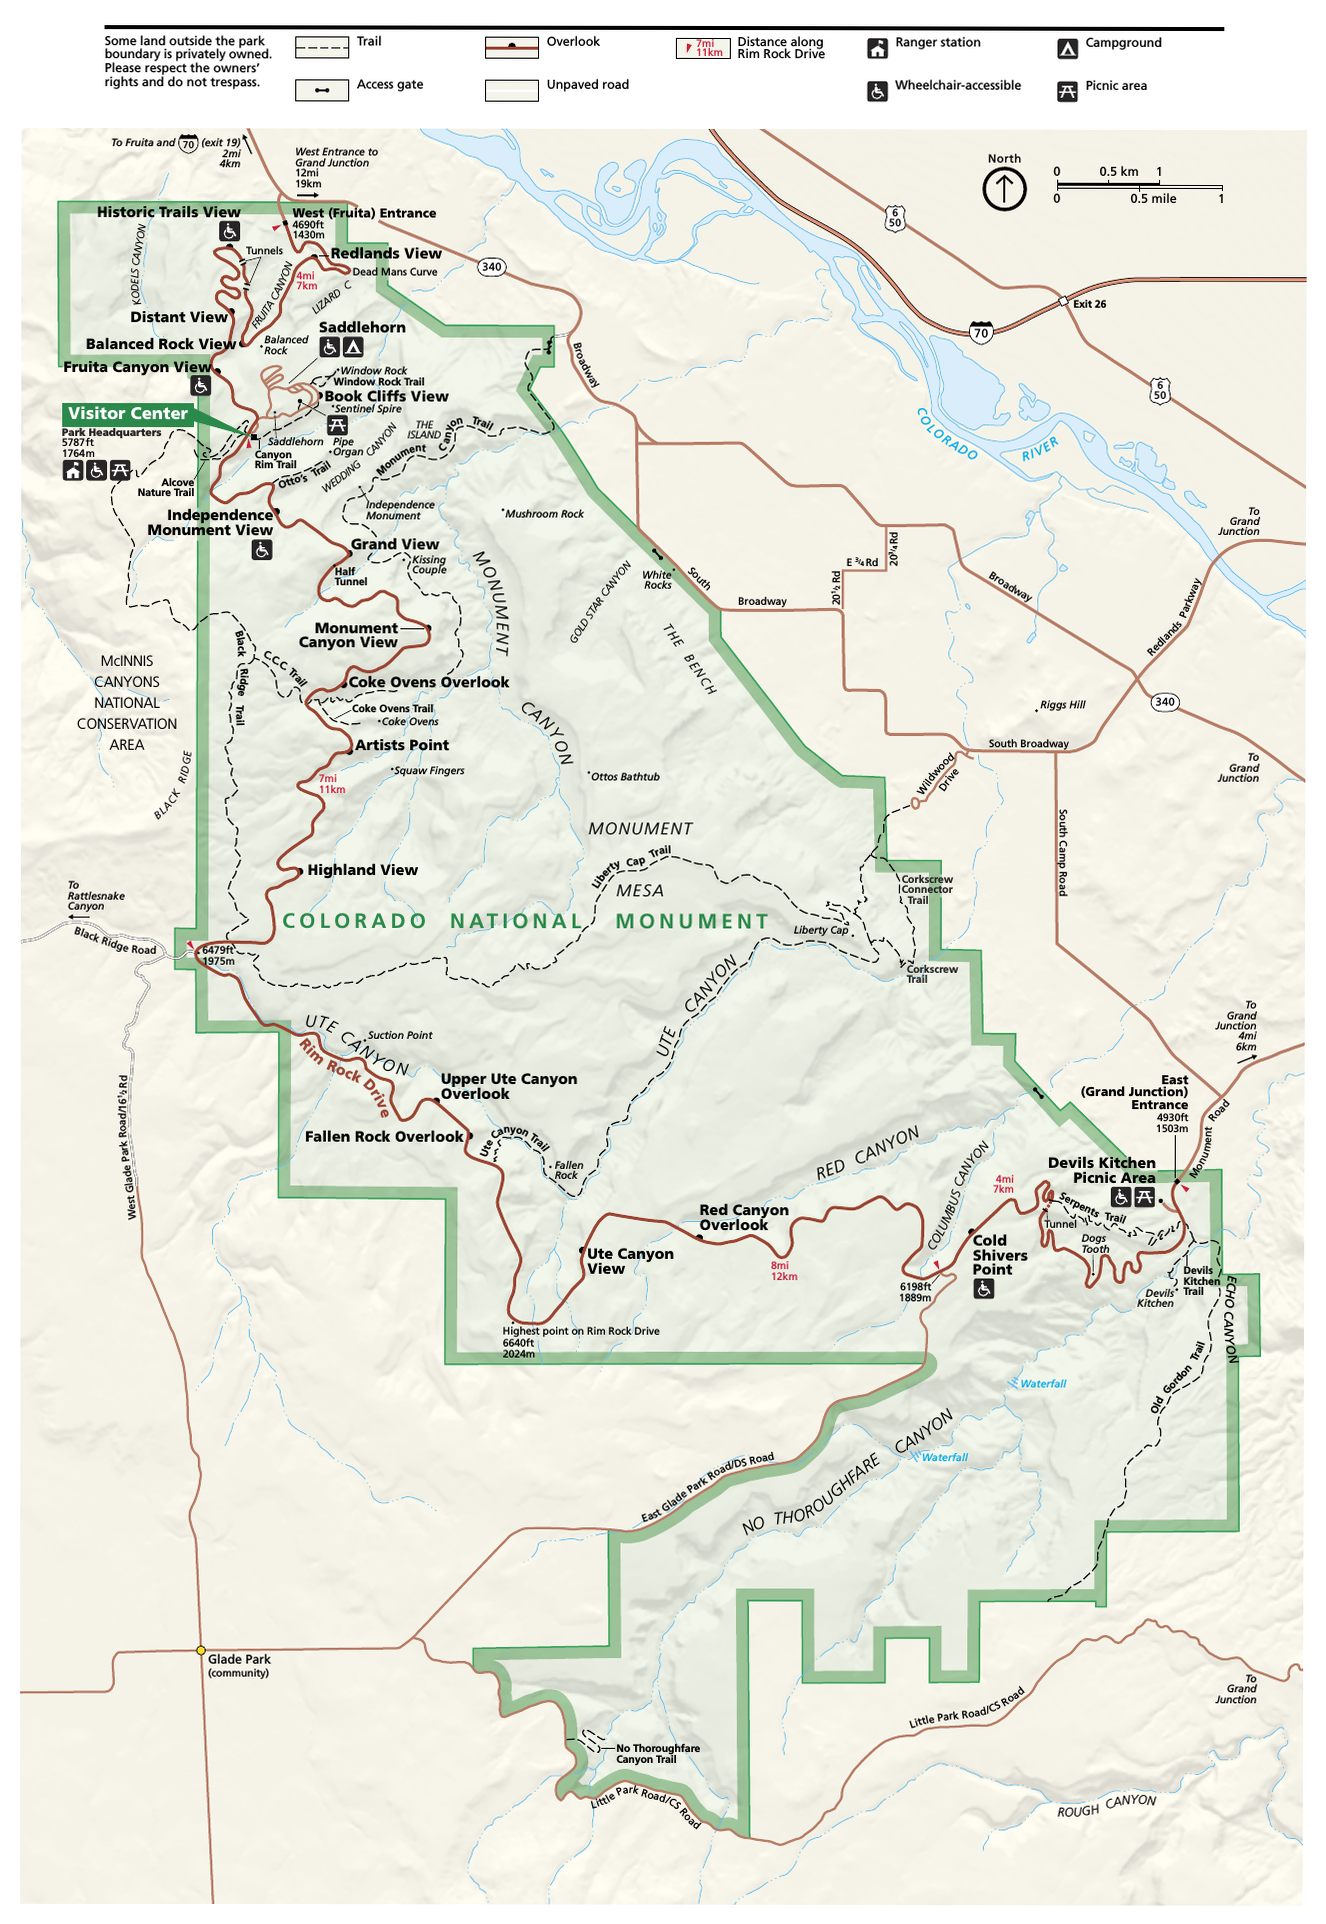 Some land outside the park
boundary is privately owned.
Please respect the owners'
rights and do not trespass.
Trail
Access gate
Overlook
Unpaved road
7mi
11km
Distance along
Rim Rock Drive
Ranger station
Wheelchair-accessible
Campground
Picnic area
To Fruita and 70 (exit 19)
2mi
4km
West Entrance to
Grand Junction
12mi
19km
North
0 0.5 km 1
0 0.5 mile 1
6
50
Historic Trails View
West (Fruita) Entrance
4690ft
1430m
KODELS CANYON
Tunnels
Redlands View
Dead Mans Curve
340
4mi
7km
FRUITA CANYON
LIZARD C
Exit 26
70
Distant View
Saddlehorn
Balanced Rock View
Balanced
Rock
Broadway
Fruita Canyon View
Window Rock
Window Rock Trail
6
50
Book Cliffs View
Sentinel Spire
Visitor Center
Park Headquarters
5787ft
1764m
Saddlehorn
Canyon
Rim Trail
Pipe
Organ
THE
ISLAND
Monument Canyon Trail
WEDDING CANYON
COLORADO RIVER
Alcove
Nature Trail
Otto's Trail
Independence
Monument
Mushroom Rock
Independence
Monument View
To
Grand
Junction
Grand View
Kissing
Couple
Half
Tunnel
MONUMENT
CANYON
GOLD STAR CANYON
White
Rocks
South
Broadway
E 3/4 Rd
20 3/4 Rd
20 1/2 Rd
Broadway
Redlands Parkway
Monument
Canyon View
THE BENCH
McINNIS
CANYONS
NATIONAL
CONSERVATION
AREA
Black Ridge Trail
CCC Trail
Coke Ovens Overlook
Coke Ovens Trail
Coke Ovens
Riggs Hill
340
Artists Point
Squaw Fingers
Ottos Bathtub
South Broadway
Wildwood
Drive
To
Grand
Junction
BLACK RIDGE
7mi
11km
MONUMENT
MESA
South Camp Road
Highland View
Liberty Cap Trail
Corkscrew
Connector
Trail
To
Rattlesnake
Canyon
Black Ridge Road
COLORADO NATIONAL MONUMENT
Liberty Cap
6479ft
1975m
Corkscrew
Trail
UTE CANYON
UTE CANYON
Suction Point
Rim Rock Drive
To
Grand
Junction
4mi
6km
Upper Ute Canyon
Overlook
East
(Grand Junction)
Entrance
4930ft
1503m
Monument Road
West Glade Park Road/16 1/2 Rd
Fallen Rock Overlook
Ute Canyon Trail
Fallen
Rock
RED CANYON
COLUMBUS CANYON
Devils Kitchen
Picnic Area
4mi
7km
Serpents Trail
Tunnel
Dogs
Tooth
Red Canyon
Overlook
Ute Canyon
View
8mi
12km
Cold
Shivers
Point
6198ft
1889m
Devils
Kitchen
Devils
Kitchen
Trail
ECHO CANYON
Highest point on Rim Rock Drive
6640ft
2024m
Waterfall
Old Gordon Trail
NO THOROUGHFARE CANYON
Waterfall
East Glade Park Road/DS Road
Glade Park
(community)
To
Grand
Junction
Little Park Road/CS Road
No Thoroughfare
Canyon Trail
Little Park Road/CS Road
ROUGH CANYON